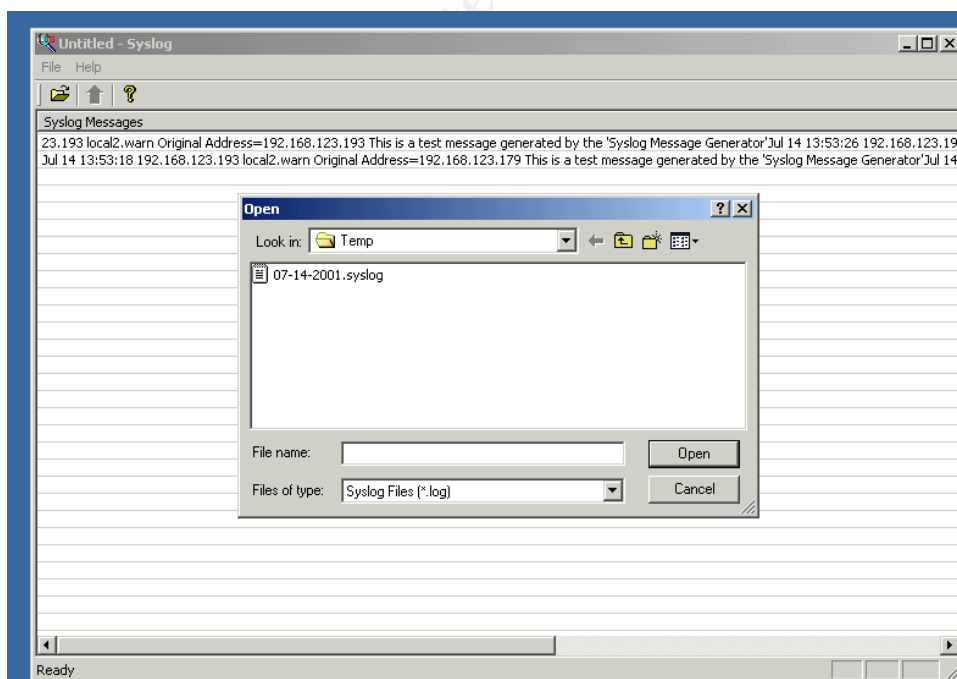 Untitled - Syslog
File Help
Syslog Messages
23.193 local2.warn Original Address=192.168.123.193 This is a test message generated by the 'Syslog Message Generator'Jul 14 13:53:26 192.168.123.19
Jul 14 13:53:18 192.168.123.193 local2.warn Original Address=192.168.123.179 This is a test message generated by the 'Syslog Message Generator'Jul 14
Open
Look in: Temp
07-14-2001.syslog
File name:
Open
Files of type: Syslog Files (*.log)
Cancel
Ready